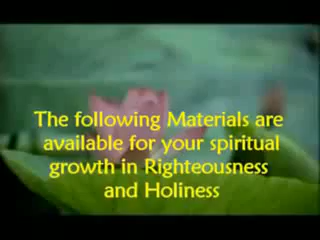 The following Materials are
available for your spiritual
growth in Righteousness
and Holiness